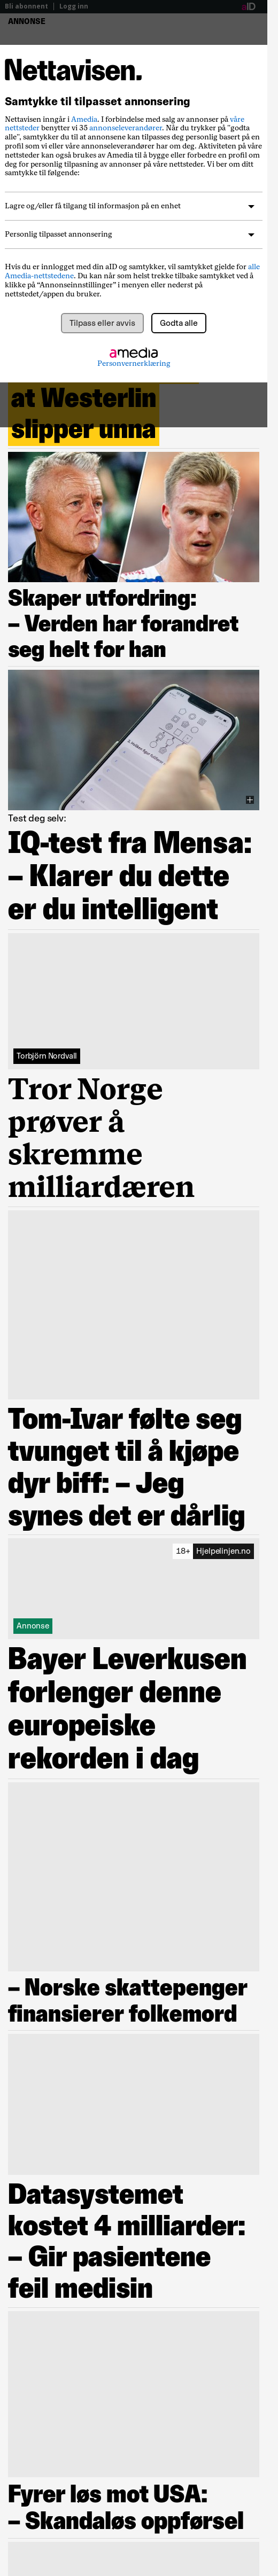 Bli abonnent | Logg inn
aID
ANNONSE
Nettavisen.
Samtykke til tilpasset annonsering
Nettavisen inngår i Amedia. I forbindelse med salg av annonser på våre
nettsteder benytter vi 35 annonseleverandører. Når du trykker på "godta
alle", samtykker du til at annonsene kan tilpasses deg personlig basert på en
profil som vi eller våre annonsører har om deg. Aktiviteten på våre
nettsteder kan også brukes av Amedia til å bygge eller forbedre en profil om
deg for personlig tilpasning av annonser på våre nettsteder. Vi ber om ditt
samtykke til følgende:
Lagre og/eller få tilgang til informasjon på en enhet
Personlig tilpasset annonsering
Hvis du er innlogget med din aID og samtykker, vil samtykket gjelde for alle
Amedia-nettstedene. Du kan når som helst trekke tilbake samtykket ved å
klikke på “Annonseinnstillinger” i menyen eller nederst på
nettstedet/appen du bruker.
Tilpass eller avvis
Godta alle
amedia
Personvernerklæring
at Westerlin
slipper unna
Skaper utfordring:
– Verden har forandret
seg helt for han
Test deg selv:
IQ-test fra Mensa:
– Klarer du dette
er du intelligent
Torbjörn Nordvall
Tror Norge
prøver å
skremme
milliardæren
Tom-Ivar følte seg
tvunget til å kjøpe
dyr biff: – Jeg
synes det er dårlig
18+ Hjelpelinjen.no
Annonse
Bayer Leverkusen
forlenger denne
europeiske
rekorden i dag
– Norske skattepenger
finansierer folkemord
Datasystemet
kostet 4 milliarder:
– Gir pasientene
feil medisin
Fyrer løs mot USA:
– Skandaløs oppførsel